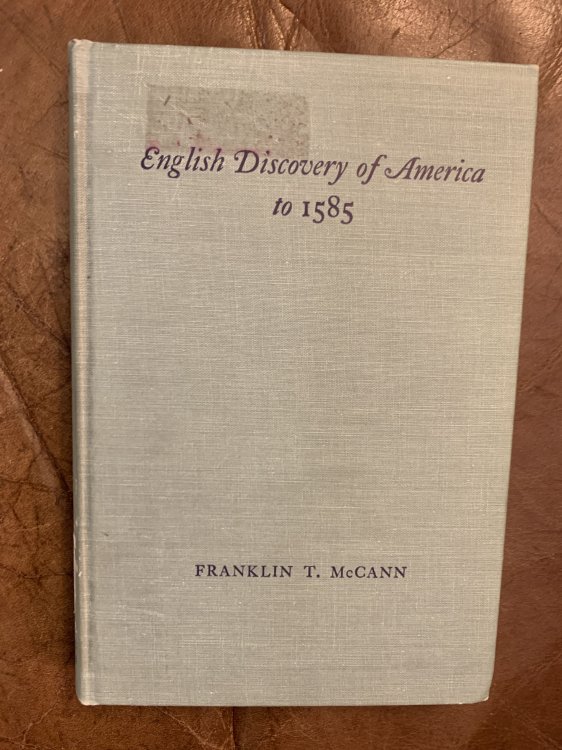 English Discovery of America
to 1585
FRANKLIN T. McCANN